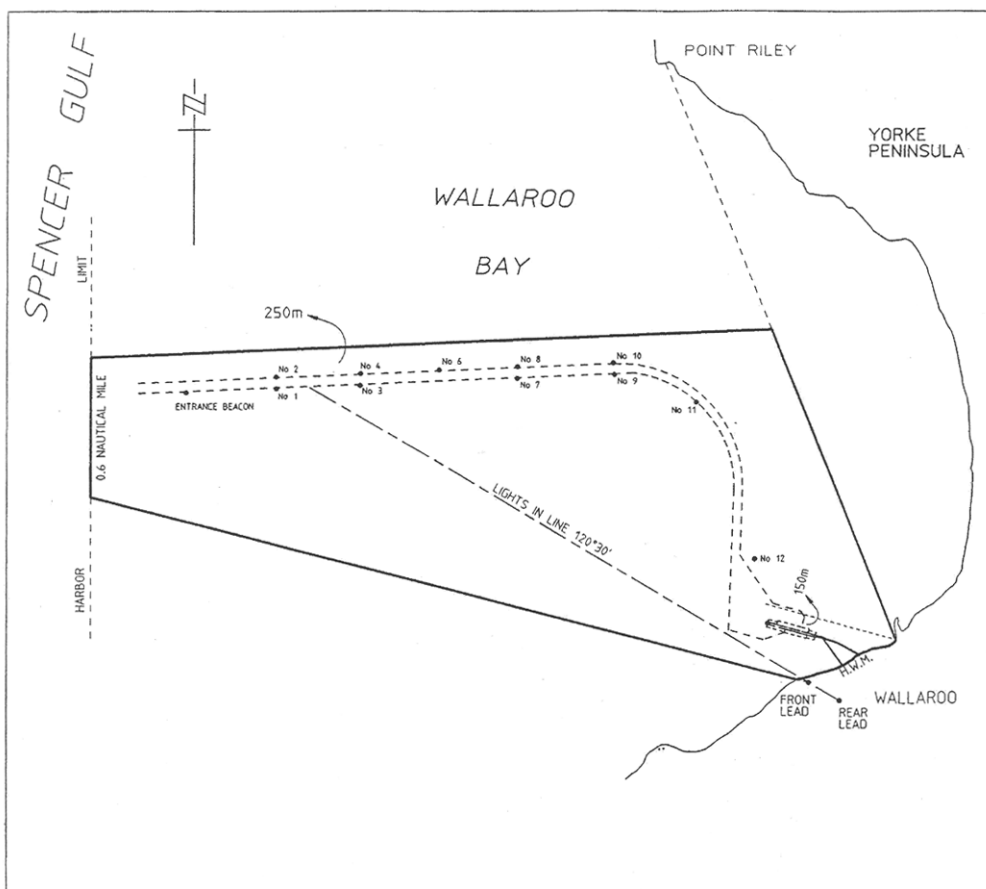 SPENCER GULF
POINT RILEY
YORKE
PENINSULA
N
WALLAROO
BAY
LIMIT
250m
No 2
No 4
No 6
No 8
No 10
No 1
No 3
No 7
No 9
No 11
ENTRANCE BEACON
0.6 NAUTICAL MILE
LIGHTS IN LINE 120°30'
No 12
150m
HARBOR
H.W.M.
FRONT
LEAD
REAR
LEAD
WALLAROO